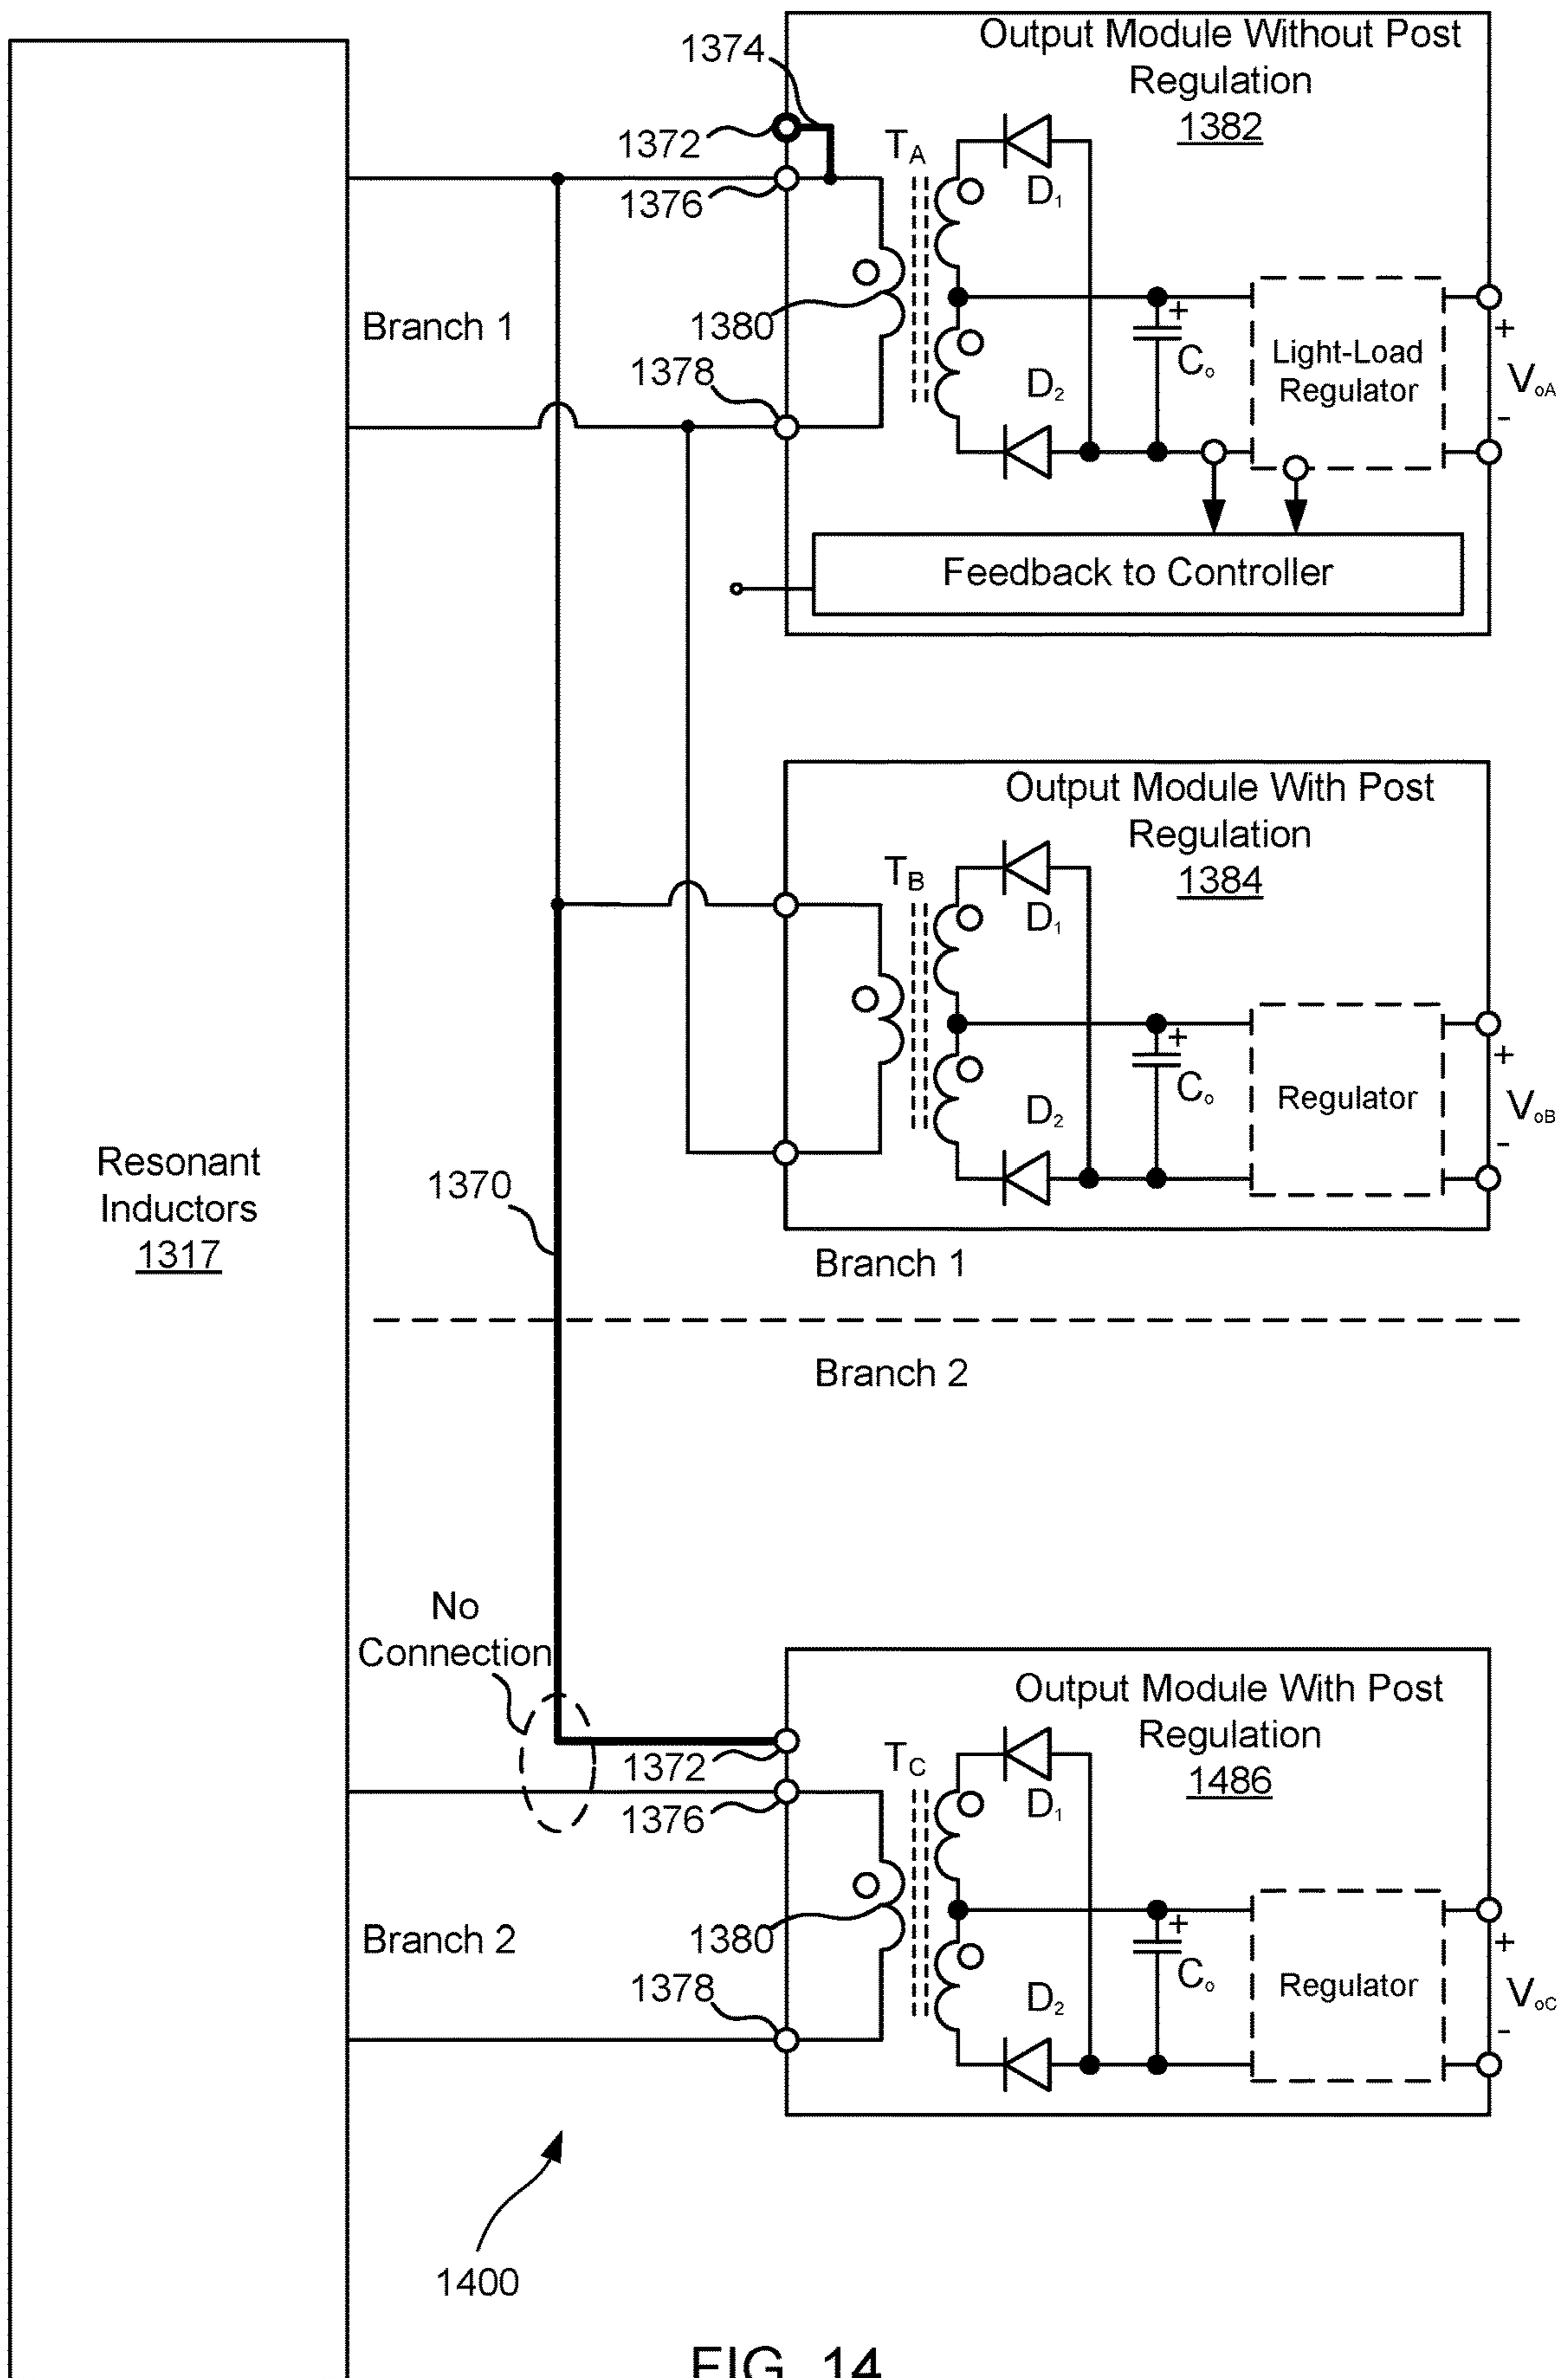 Output Module Without Post
Regulation
1382
1374
1372
1376
TA
D1
Branch 1
1380
1378
D2
+
Co
Light-Load
Regulator
+
VoA
-
Feedback to Controller
Output Module With Post
Regulation
1384
TB
D1
D2
+
Co
Regulator
+
VoB
-
Resonant
Inductors
1317
1370
Branch 1
Branch 2
No
Connection
Output Module With Post
Regulation
1486
1372
1376
TC
D1
Branch 2
1380
1378
D2
+
Co
Regulator
+
VoC
-
1400
FIG. 14